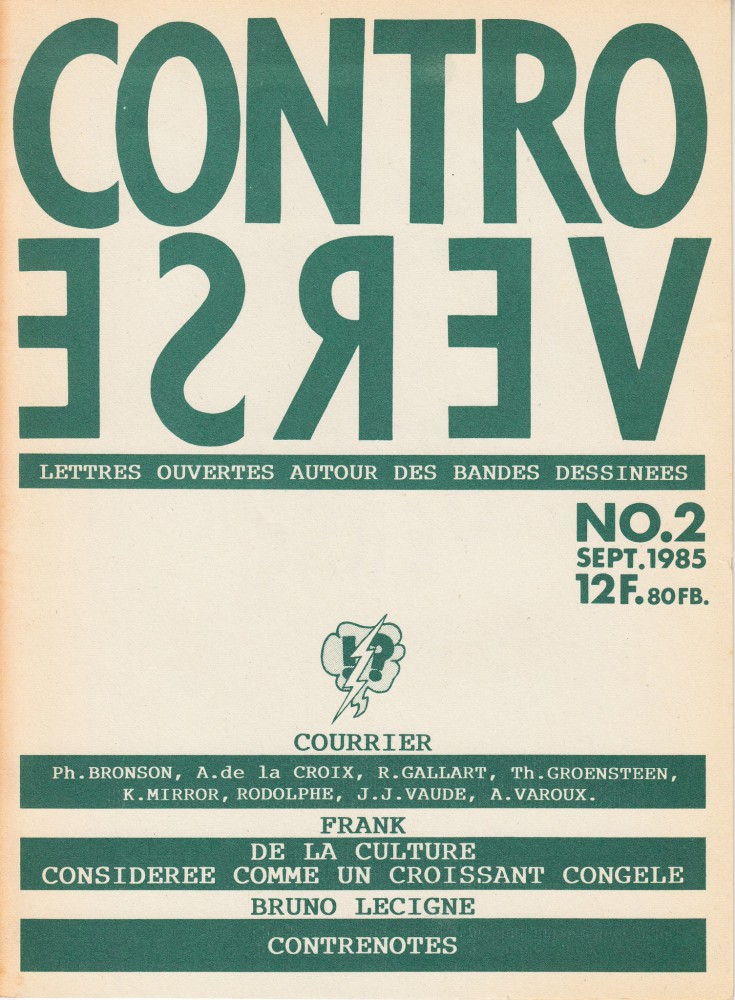 CONTRO
VERSE
LETTRES OUVERTES AUTOUR DES BANDES DESSINEES
NO.2
SEPT.1985
12F. 80FB.
!?
COURRIER
Ph.BRONSON, A.de la CROIX, R.GALLART, Th.GROENSTEEN,
K.MIRROR, RODOLPHE, J.J.VAUDE, A.VAROUX.
FRANK
DE LA CULTURE
CONSIDEREE COMME UN CROISSANT CONGELE
BRUNO LECIGNE
CONTRENOTES